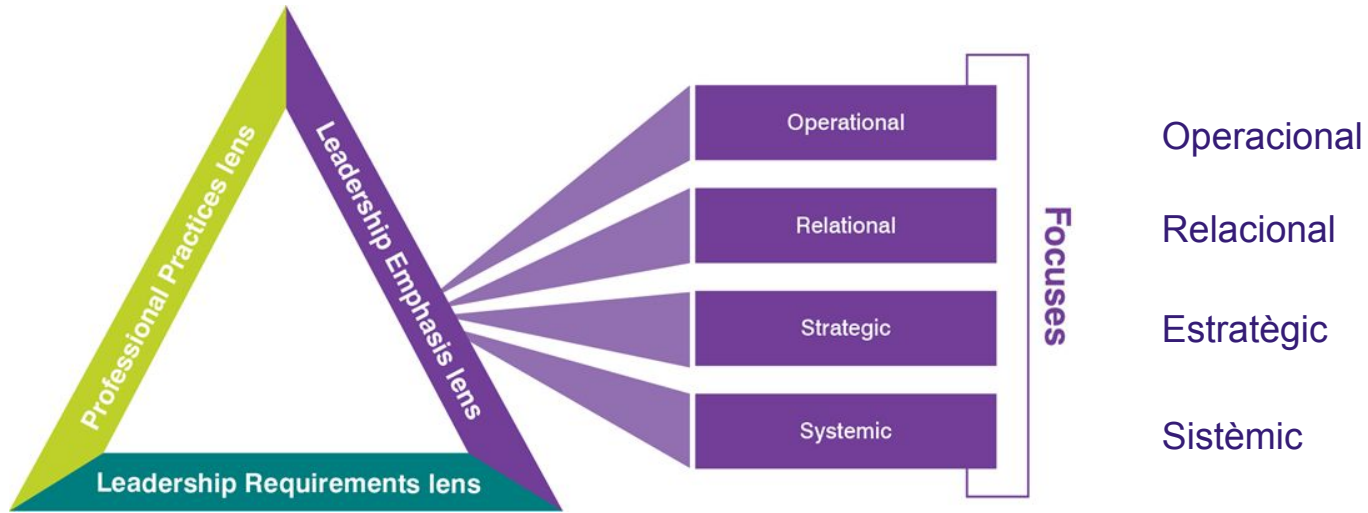 Professional Practices lens
Leadership Emphasis lens
Leadership Requirements lens
Operational
Relational
Strategic
Systemic
Focuses
Operacional
Relacional
Estratègic
Sistèmic